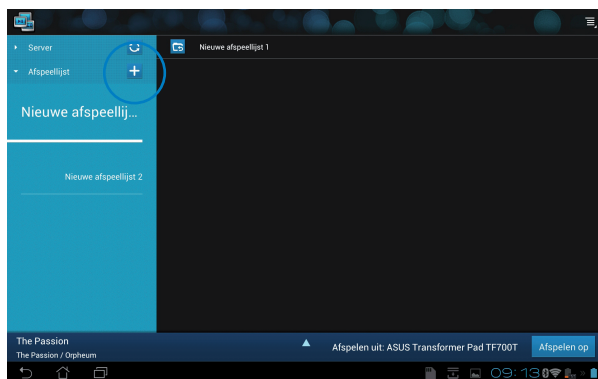 Server
Afspeellijst
Nieuwe afspeellij...
Nieuwe afspeellijst 2
Nieuwe afspeellijst 1
The Passion
The Passion / Orpheum
Afspelen uit: ASUS Transformer Pad TF700T
Afspelen op
09:13